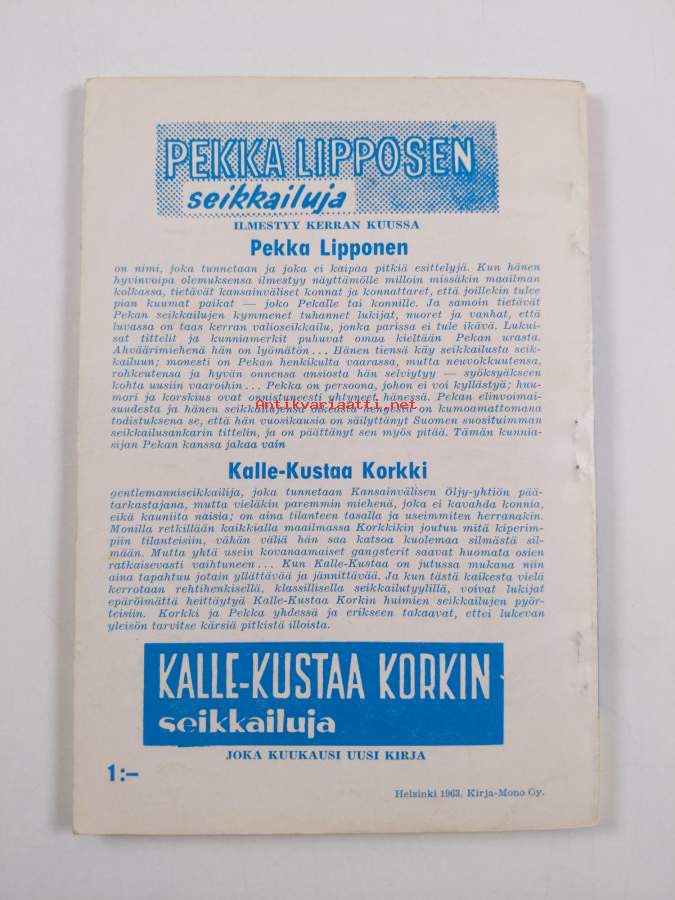 PEKKA LIPPOSEN
seikkailuja
ILMESTYY KERRAN KUUSSA
Pekka Lipponen
on nimi, joka tunnetaan ja joka ei kaipaa pitkiä esittelyjä. Kun hänen
hyvinvoipa olemuksensa ilmestyy näyttämölle milloin missäkin maailman
kolkassa, tietävät kansainväliset konnat ja konnattaret, että joillekin tulee
pian kuumat paikat — joko Pekalle tai konnille. Ja samoin tietävät
Pekan seikkailujen kymmenet tuhannet lukijat, nuoret ja vanhat, että
luvassa on taas kerran valioseikkailu, jonka parissa ei tule ikävä. Lukui-
sat tittelit ja kunniamerkit puhuvat omaa kieltään Pekan urasta.
Ahväärimiehenä hän on lyömätön... Hänen tiensä käy seikkailusta seik-
kailuun; monesti on Pekan henkikulta vaarassa, mutta neuvokkuutensa,
rohkeutensa ja hyvän onnensa ansiosta hän selviytyy — syöksyäkseen
kohta uusiin vaaroihin... Pekka on persoona, johon ei voi kyllästyä; huu-
mori ja korskius ovat onnistuneesti yhtyneet hänessä. Pekan elinvoimai-
suudesta ja hänen seikkailujensa oikeasta hengestä on kumoamattomana
todistuksena se, että hän vuosikausia on säilyttänyt Suomen suosituimman
seikkailusankarin tittelin, ja on päättänyt sen myös pitää. Tämän kunnia-
sijan Pekan kanssa jakaa vain
Antikvariaatti.net
Kalle-Kustaa Korkki
gentlemanniseikkailija, joka tunnetaan Kansainvälisen Öljy-yhtiön pää-
tarkastajana, mutta vieläkin paremmin miehenä, joka ei kavahda konnia,
eikä kauniita naisia; on aina tilanteen tasalla ja useimmiten herranakin.
Monilla retkillään kaikkialla maailmassa Korkkikin joutuu mitä kiperim-
piin tilanteisiin, vähän väliä hän saa katsoa kuolemaa silmästä sil-
mään. Mutta yhtä usein kovanaamaiset gangsterit saavat huomata osien
ratkaisevasti vaihtuneen... Kun Kalle-Kustaa on jutussa mukana niin
aina tapahtuu jotain yllättävää ja jännittävää. Ja kun tästä kaikesta vielä
kerrotaan rehtihenkisellä, klassillisella seikkailutyylillä, voivat lukijat
epäröimättä heittäytyä Kalle-Kustaa Korkin huimien seikkailujen pyör-
teisiin. Korkki ja Pekka yhdessä ja erikseen takaavat, ettei lukevan
yleisön tarvitse kärsiä pitkistä illoista.
KALLE-KUSTAA KORKIN
seikkailuja
JOKA KUUKAUSI UUSI KIRJA
1:—
Helsinki 1963. Kirja-Mono Oy.